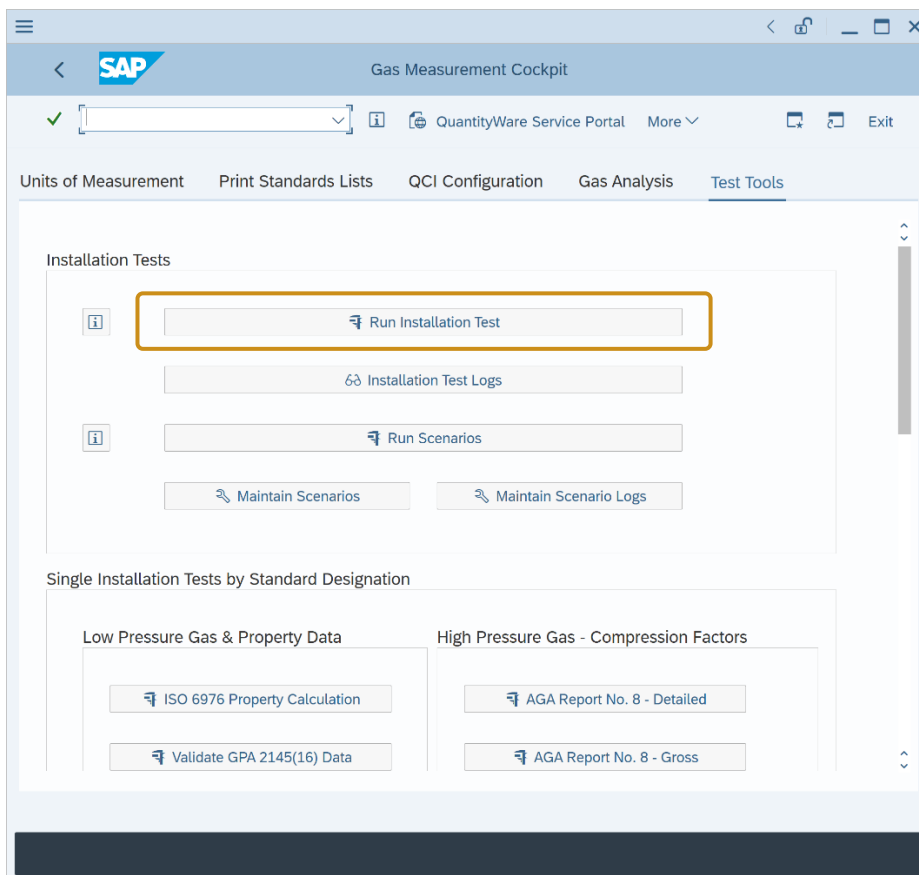 SAP
Gas Measurement Cockpit
QuantityWare Service Portal More Exit
Units of Measurement Print Standards Lists QCI Configuration Gas Analysis Test Tools
Installation Tests
Run Installation Test
Installation Test Logs
Run Scenarios
Maintain Scenarios Maintain Scenario Logs
Single Installation Tests by Standard Designation
Low Pressure Gas & Property Data High Pressure Gas - Compression Factors
ISO 6976 Property Calculation AGA Report No. 8 - Detailed
Validate GPA 2145(16) Data AGA Report No. 8 - Gross